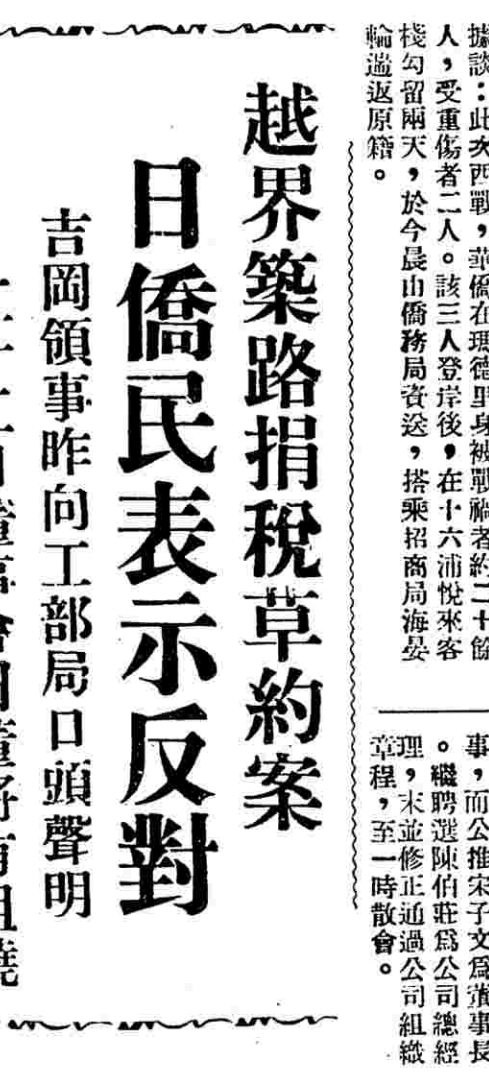 據談：此次西戰，華僑在瑪德里身被戰禍者約二十餘
人，受重傷者二人。該三人登岸後，在十六浦悅來客
棧勾留兩天，於今晨由僑務局資送，搭乘招商局海晏
輪遄返原籍。
事，而公推宋子文爲董事長
。繼聘選陳伯莊爲公司總經
理，末並修正通過公司組織
章程，至一時散會。
越界築路捐稅草約案
日僑民表示反對
吉岡領事昨向工部局口頭聲明